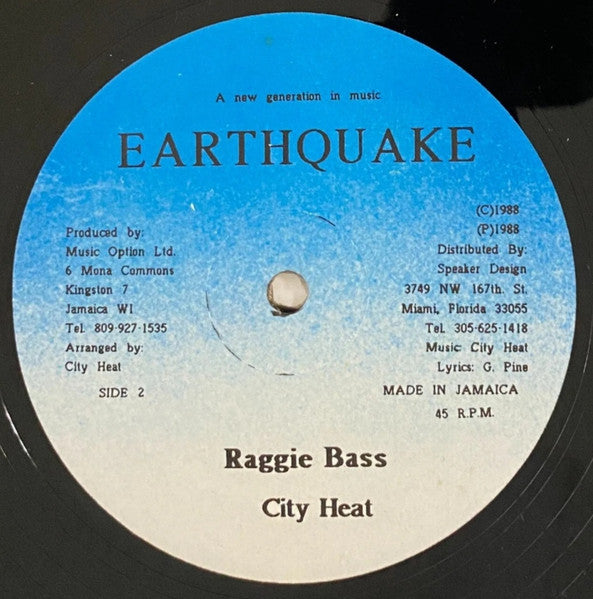 A new generation in music
EARTHQUAKE
Produced by:
Music Option Ltd.
6 Mona Commons
Kingston 7
Jamaica W1
Tel. 809-927-1535
Arranged by:
City Heat
SIDE 2
(C)1988
(P)1988
Distributed By:
Speaker Design
3749 NW 167th. St.
Miami, Florida 33055
Tel. 305-625-1418
Music: City Heat
Lyrics: G. Pine
MADE IN JAMAICA
45 R.P.M.
Raggie Bass
City Heat